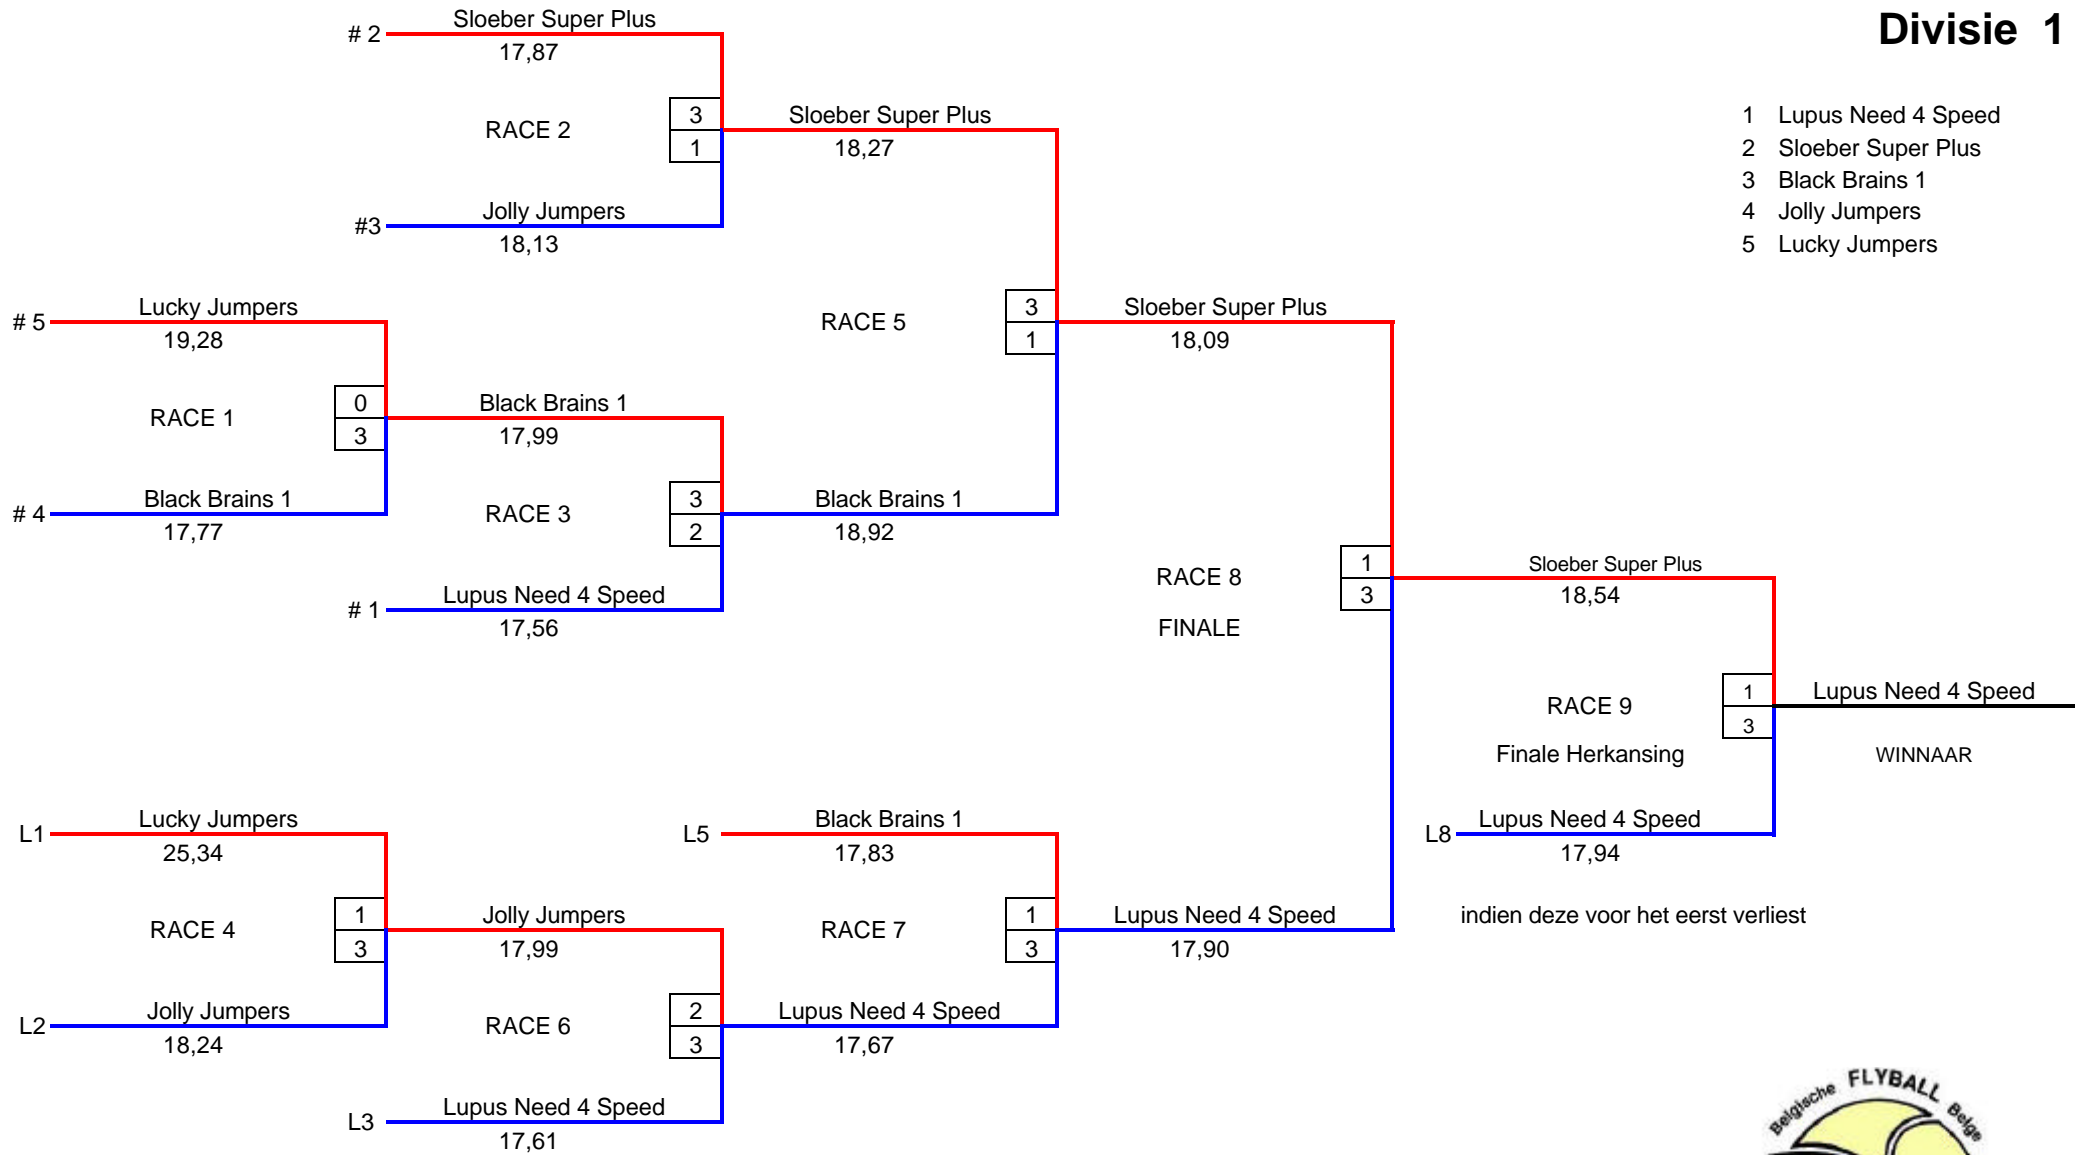 Divisie 1
1 Lupus Need 4 Speed
2 Sloeber Super Plus
3 Black Brains 1
4 Jolly Jumpers
5 Lucky Jumpers
# 2
Sloeber Super Plus
17,87
RACE 2
3
1
#3
Jolly Jumpers
18,13
Sloeber Super Plus
18,27
# 5
Lucky Jumpers
19,28
RACE 1
0
3
# 4
Black Brains 1
17,77
Black Brains 1
17,99
RACE 3
3
2
# 1
Lupus Need 4 Speed
17,56
Black Brains 1
18,92
RACE 5
3
1
Sloeber Super Plus
18,09
RACE 8
FINALE
1
3
Sloeber Super Plus
18,54
RACE 9
Finale Herkansing
1
3
Lupus Need 4 Speed
WINNAAR
L8
Lupus Need 4 Speed
17,94
indien deze voor het eerst verliest
L1
Lucky Jumpers
25,34
RACE 4
1
3
L2
Jolly Jumpers
18,24
Jolly Jumpers
17,99
RACE 6
2
3
L3
Lupus Need 4 Speed
17,61
L5
Black Brains 1
17,83
RACE 7
1
3
Lupus Need 4 Speed
17,67
Lupus Need 4 Speed
17,90
Belgische FLYBALL Belge